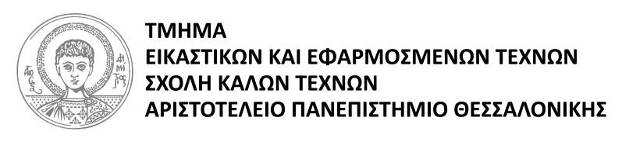 ΤΜΗΜΑ
ΕΙΚΑΣΤΙΚΩΝ ΚΑΙ ΕΦΑΡΜΟΣΜΕΝΩΝ ΤΕΧΝΩΝ
ΣΧΟΛΗ ΚΑΛΩΝ ΤΕΧΝΩΝ
ΑΡΙΣΤΟΤΕΛΕΙΟ ΠΑΝΕΠΙΣΤΗΜΙΟ ΘΕΣΣΑΛΟΝΙΚΗΣ